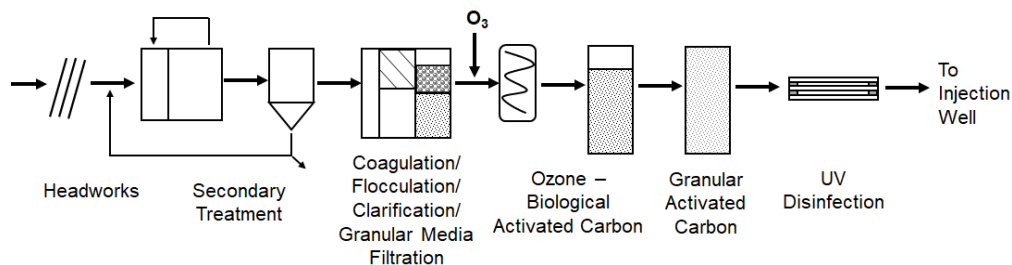 O₃
To
Injection
Well
Headworks
Secondary
Treatment
Coagulation/
Flocculation/
Clarification/
Granular Media
Filtration
Ozone –
Biological
Activated Carbon
Granular
Activated
Carbon
UV
Disinfection